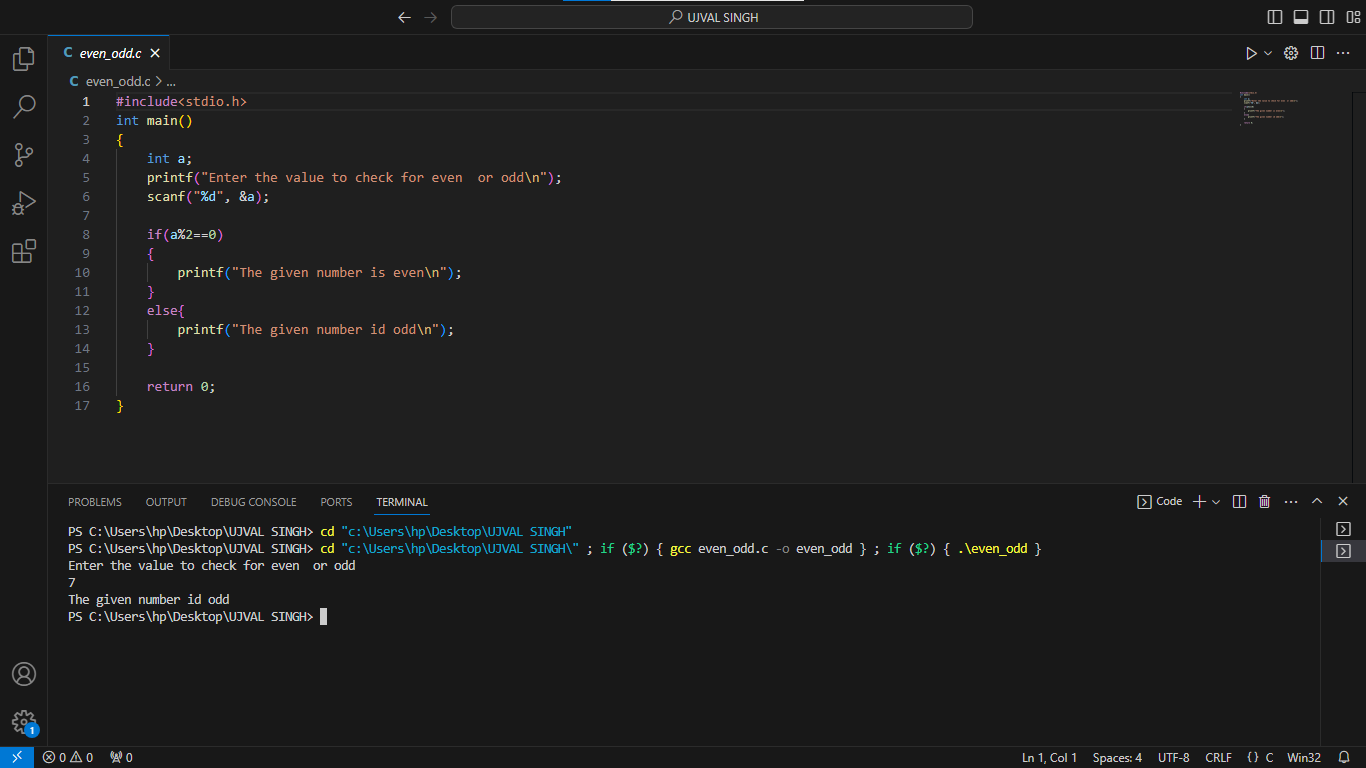 UJVAL SINGH
C even_odd.c
C even_odd.c > ...
1 #include<stdio.h>
2 int main()
3 {
4     int a;
5     printf("Enter the value to check for even  or odd\n");
6     scanf("%d", &a);
7
8     if(a%2==0)
9     {
10         printf("The given number is even\n");
11     }
12     else{
13         printf("The given number id odd\n");
14     }
15
16     return 0;
17 }
PROBLEMS OUTPUT DEBUG CONSOLE PORTS TERMINAL Code
PS C:\Users\hp\Desktop\UJVAL SINGH> cd "c:\Users\hp\Desktop\UJVAL SINGH"
PS C:\Users\hp\Desktop\UJVAL SINGH> cd "c:\Users\hp\Desktop\UJVAL SINGH\" ; if ($?) { gcc even_odd.c -o even_odd } ; if ($?) { .\even_odd }
Enter the value to check for even  or odd
7
The given number id odd
PS C:\Users\hp\Desktop\UJVAL SINGH>
1
0 0 0 Ln 1, Col 1 Spaces: 4 UTF-8 CRLF {} C Win32